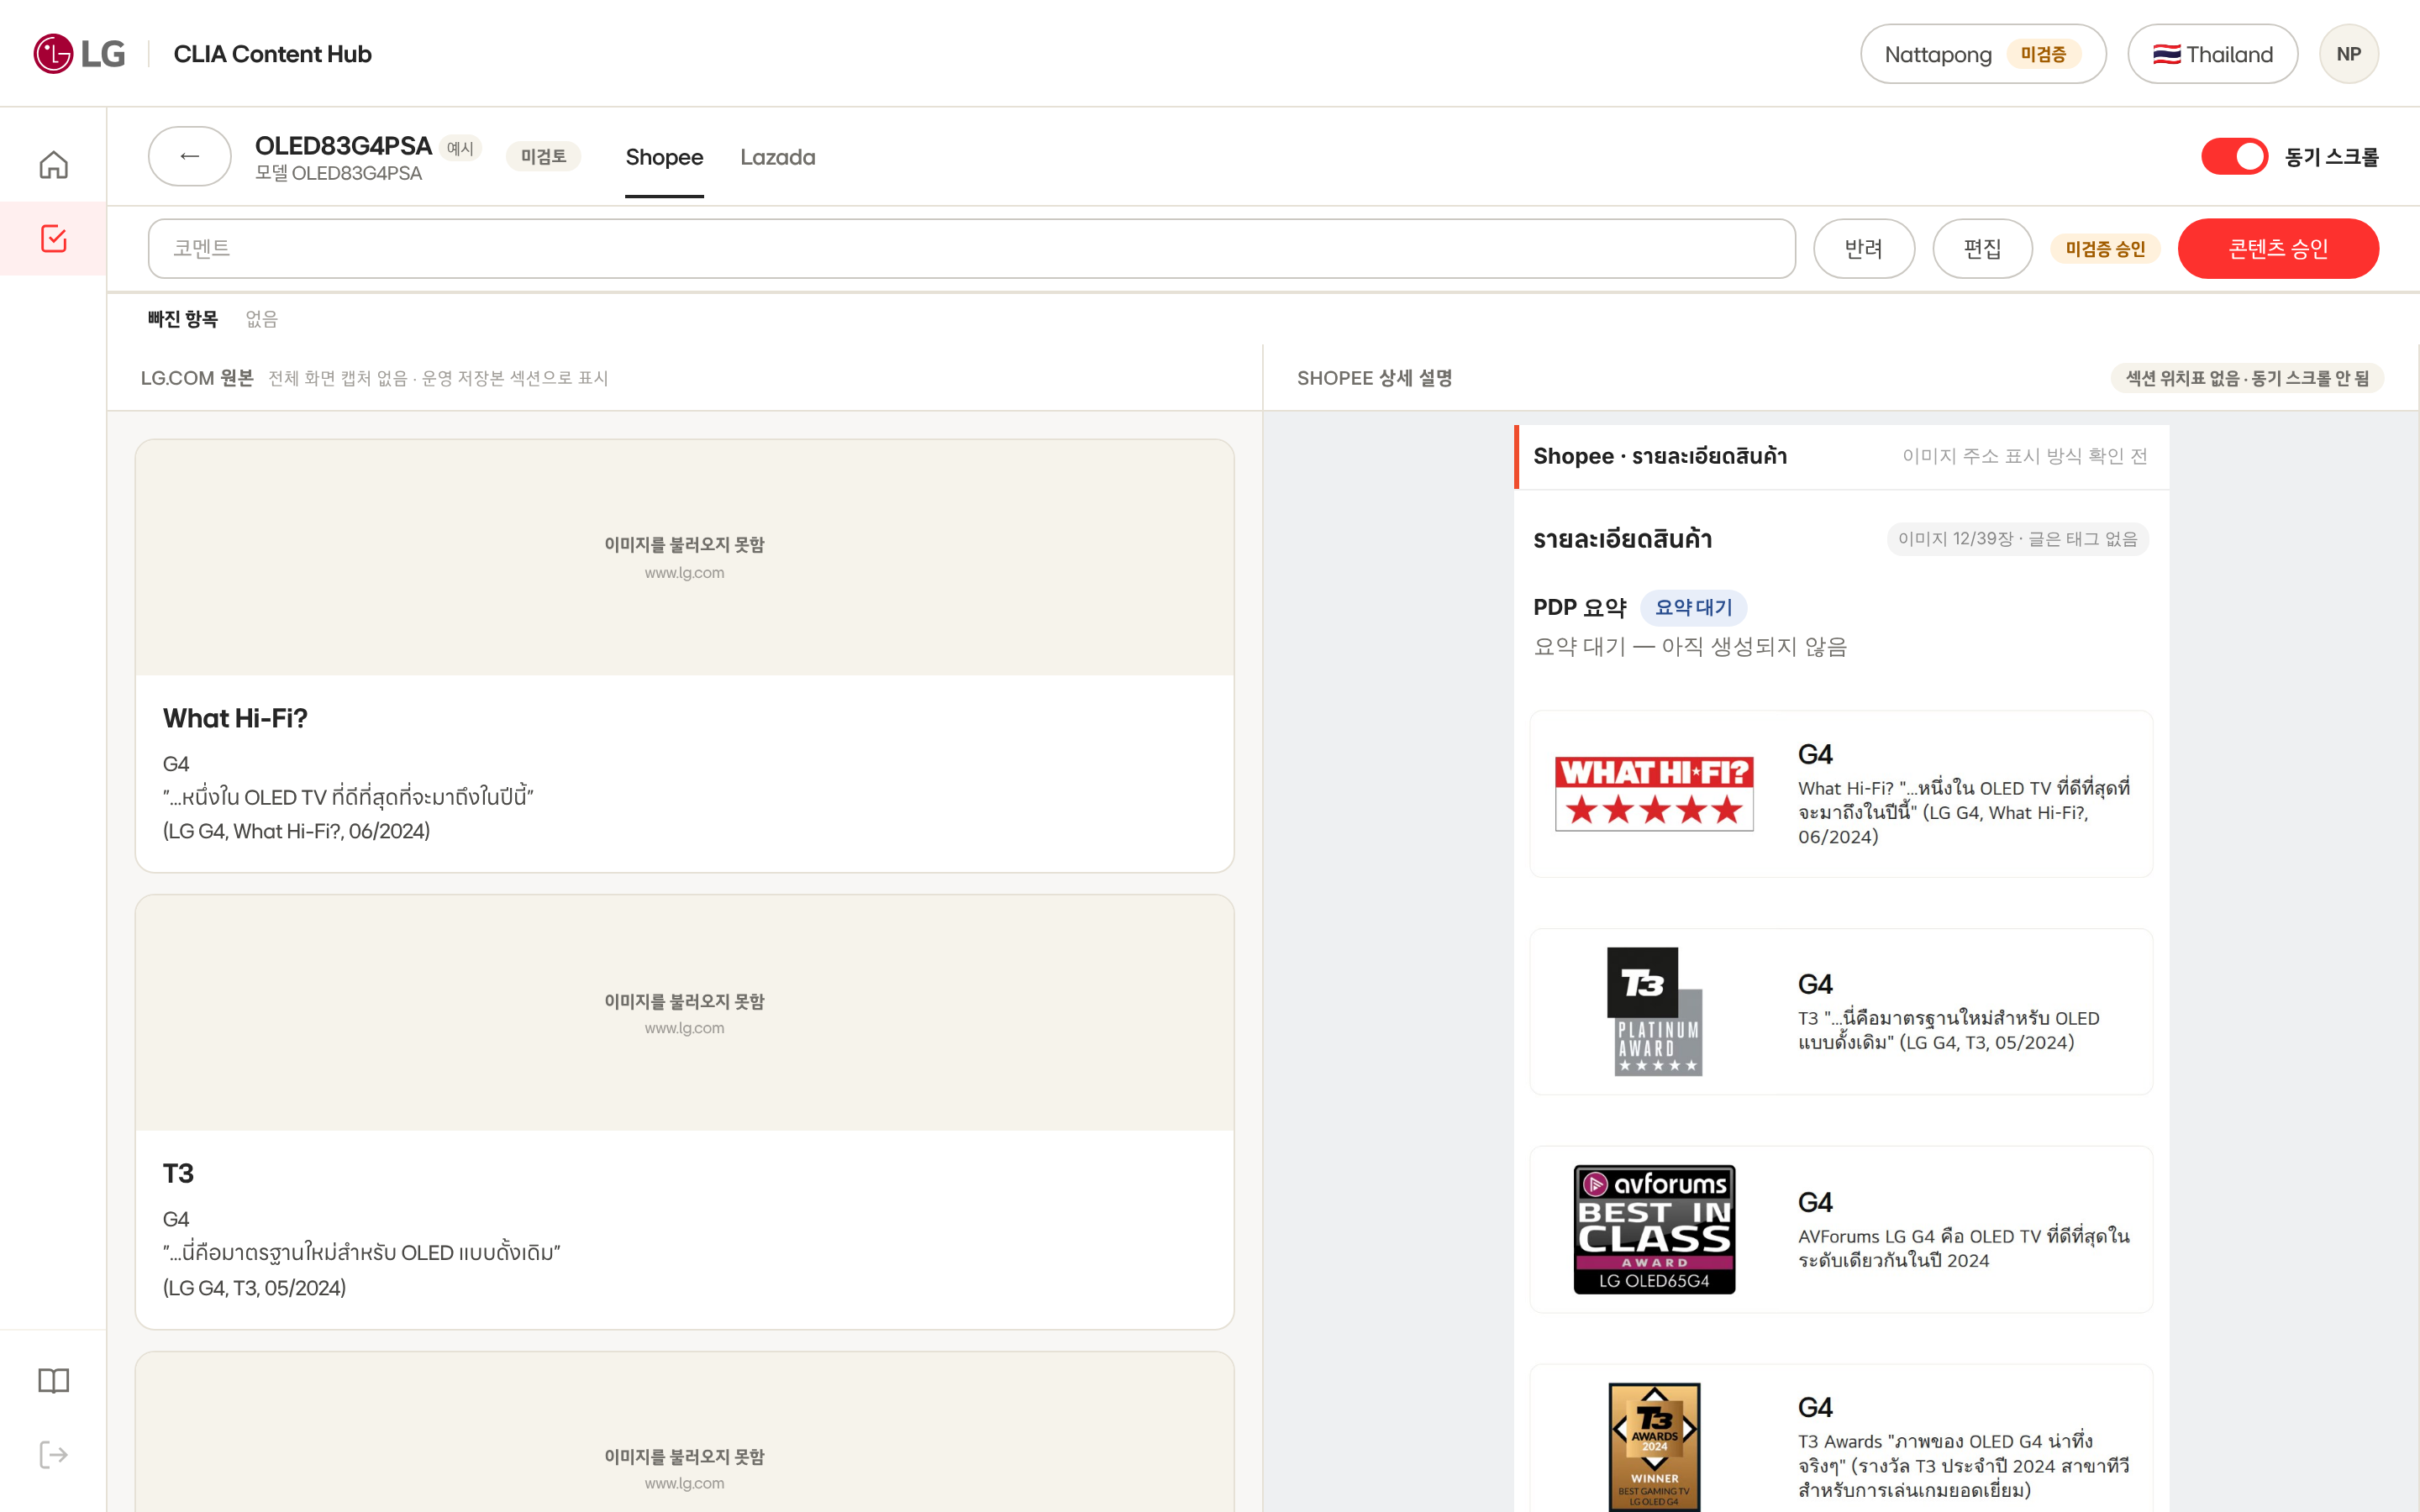 LG
CLIA Content Hub
Nattapong 미검증
Thailand
NP
←
OLED83G4PSA 예시
모델 OLED83G4PSA
미검토
Shopee
Lazada
동기 스크롤
코멘트
반려
편집
미검증 승인
콘텐츠 승인
빠진 항목 없음
LG.COM 원본 전체 화면 캡처 없음 · 운영 저장본 섹션으로 표시
이미지를 불러오지 못함
www.lg.com
What Hi-Fi?
G4
"...หนึ่งใน OLED TV ที่ดีที่สุดที่จะมาถึงในปีนี้"
(LG G4, What Hi-Fi?, 06/2024)
이미지를 불러오지 못함
www.lg.com
T3
G4
"...นี่คือมาตรฐานใหม่สำหรับ OLED แบบดั้งเดิม"
(LG G4, T3, 05/2024)
이미지를 불러오지 못함
www.lg.com
SHOPEE 상세 설명
섹션 위치표 없음 · 동기 스크롤 안 됨
Shopee · รายละเอียดสินค้า
이미지 주소 표시 방식 확인 전
รายละเอียดสินค้า
이미지 12/39장 · 글은 태그 없음
PDP 요약 요약 대기
요약 대기 — 아직 생성되지 않음
WHAT HI-FI?
G4
What Hi-Fi? "...หนึ่งใน OLED TV ที่ดีที่สุดที่
จะมาถึงในปีนี้" (LG G4, What Hi-Fi?,
06/2024)
T3
PLATINUM
AWARD
G4
T3 "...นี่คือมาตรฐานใหม่สำหรับ OLED
แบบดั้งเดิม" (LG G4, T3, 05/2024)
avforums
BEST IN
CLASS
AWARD
LG OLED65G4
G4
AVForums LG G4 คือ OLED TV ที่ดีที่สุดใน
ระดับเดียวกันในปี 2024
T3
AWARDS
2024
WINNER
BEST GAMING TV
LG OLED G4
G4
T3 Awards "ภาพของ OLED G4 น่าทึ่ง
จริงๆ" (รางวัล T3 ประจำปี 2024 สาขาทีวี
สำหรับการเล่นเกมยอดเยี่ยม)